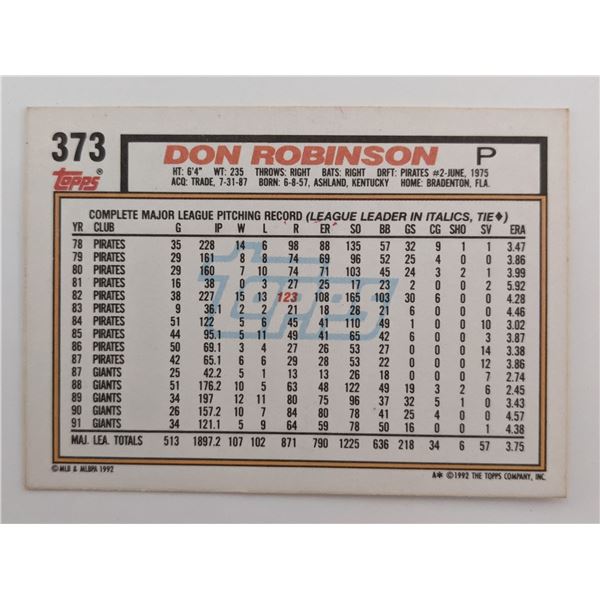 373
TOPPS®
DON ROBINSON P
HT: 6'4" WT: 235 THROWS: RIGHT BATS: RIGHT DRFT: PIRATES #2-JUNE, 1975
ACQ: TRADE, 7-31-87 BORN: 6-8-57, ASHLAND, KENTUCKY HOME: BRADENTON, FLA.
COMPLETE MAJOR LEAGUE PITCHING RECORD (LEAGUE LEADER IN ITALICS, TIE♦)
YR CLUB G IP W L R ER SO BB GS CG SHO SV ERA
78 PIRATES 35 228 14 6 98 88 135 57 32 9 1 1 3.47
79 PIRATES 29 161 8 8 74 69 96 52 25 4 0 0 3.86
80 PIRATES 29 160 7 10 74 71 103 45 24 3 2 1 3.99
81 PIRATES 16 38 0 3 27 25 17 23 2 0 0 2 5.92
82 PIRATES 38 227 15 13 123 108 165 103 30 6 0 0 4.28
83 PIRATES 9 36.1 2 2 21 18 28 21 6 0 0 0 4.46
84 PIRATES 51 122 5 6 45 41 110 49 1 0 0 10 3.02
85 PIRATES 44 95.1 5 11 49 41 65 42 6 0 0 3 3.87
86 PIRATES 50 69.1 3 4 27 26 53 27 0 0 0 14 3.38
87 PIRATES 42 65.1 6 6 29 28 53 22 0 0 0 12 3.86
87 GIANTS 25 42.2 5 1 13 13 26 18 0 0 0 7 2.74
88 GIANTS 51 176.2 10 5 63 48 122 49 19 3 2 6 2.45
89 GIANTS 34 197 12 11 80 75 96 37 32 5 1 0 3.43
90 GIANTS 26 157.2 10 7 84 80 78 41 25 4 0 0 4.57
91 GIANTS 34 121.1 5 9 64 59 78 50 16 0 0 1 4.38
MAJ. LEA. TOTALS 513 1897.2 107 102 871 790 1225 636 218 34 6 57 3.75
©MLB & MLBPA 1992 A* ©1992 THE TOPPS COMPANY, INC.